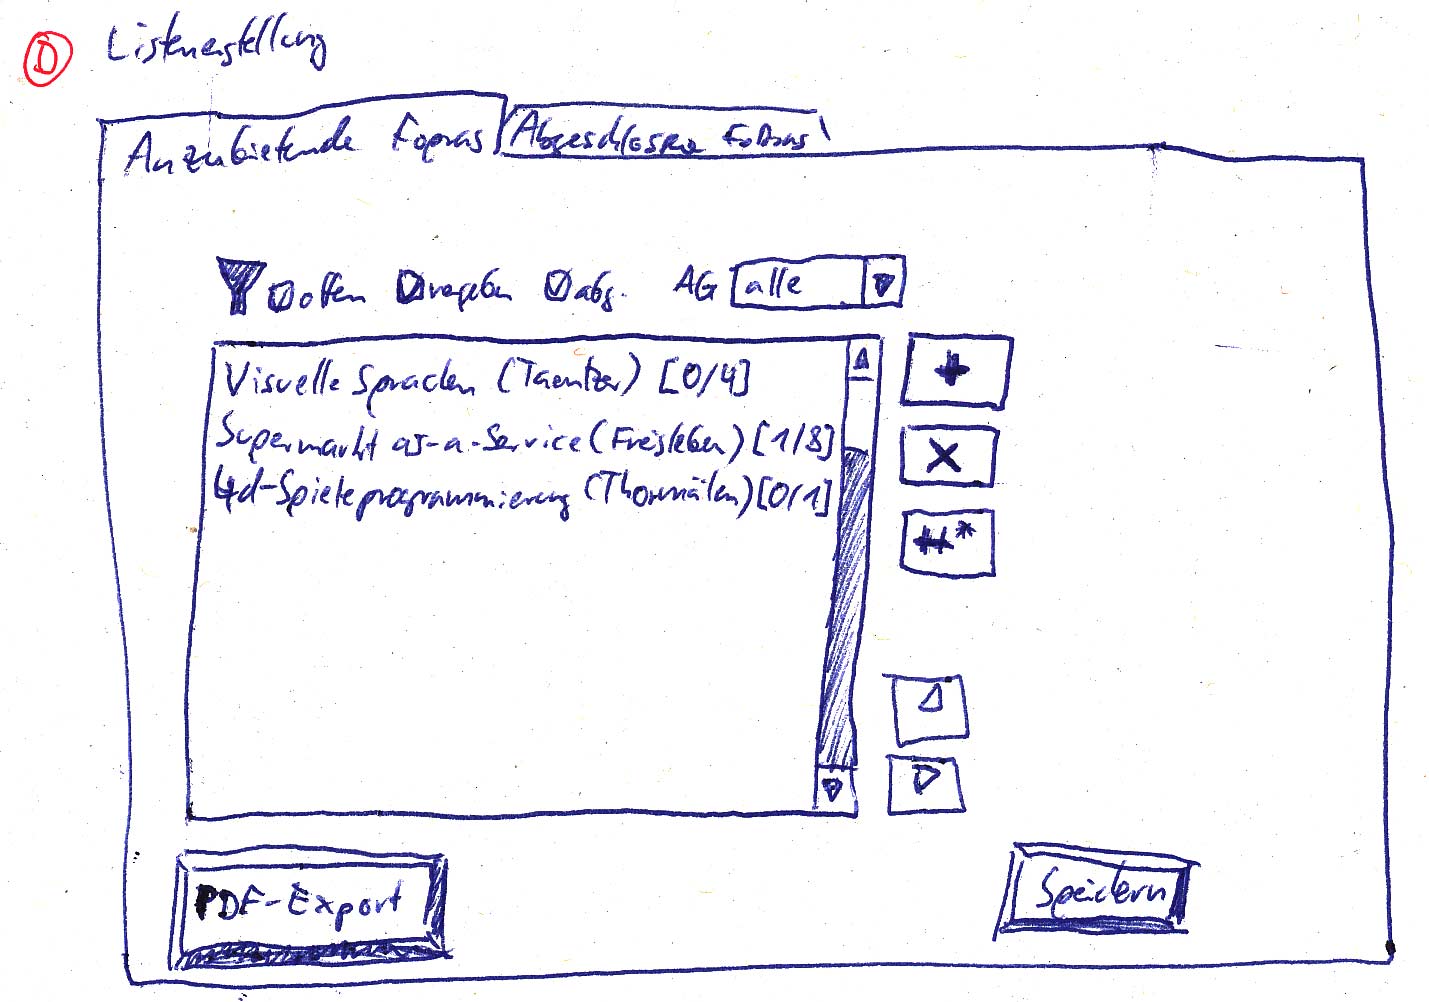 D Listenerstellung
Anzubietende Fopras Abgeschlossene Fopras
offen vergeben abg. AG alle
Visuelle Sprachen (Taentzer) [0/4]
Supermarkt as-a-Service (Freisleben) [1/8]
4d-Spieleprogrammierung (Thormälen) [0/1]
PDF-Export Speichern